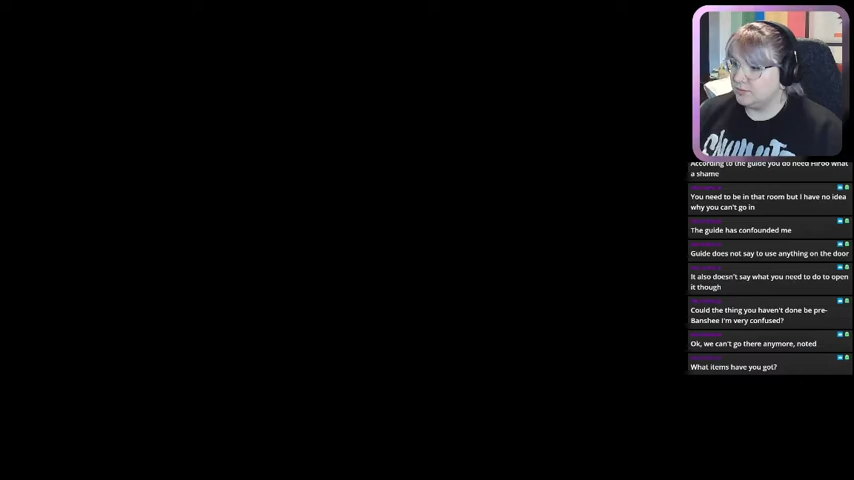 According to the guide you do need Hiroo what
a shame
You need to be in that room but I have no idea
why you can't go in
The guide has confounded me
Guide does not say to use anything on the door
It also doesn't say what you need to do to open
it though
Could the thing you haven't done be pre-
Banshee I'm very confused?
Ok, we can't go there anymore, noted
What items have you got?